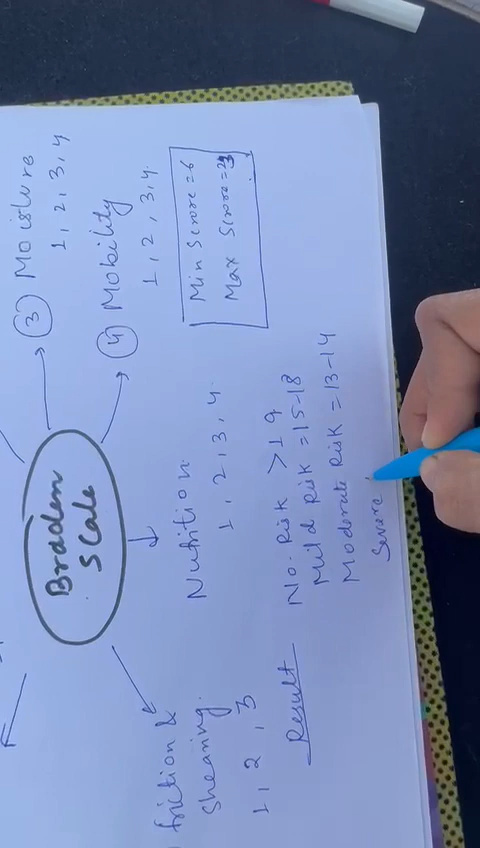 Braden
Scale
③ Moisture
1, 2, 3, 4
④ Mobility
1, 2, 3, 4.
Nutrition
1, 2, 3, 4.
friction &
shearing.
1, 2, 3
Min Score = 6
Max Score = 23
Result
No. Risk > 19
Mild Risk = 15-18
Moderate Risk = 13-14
Severe